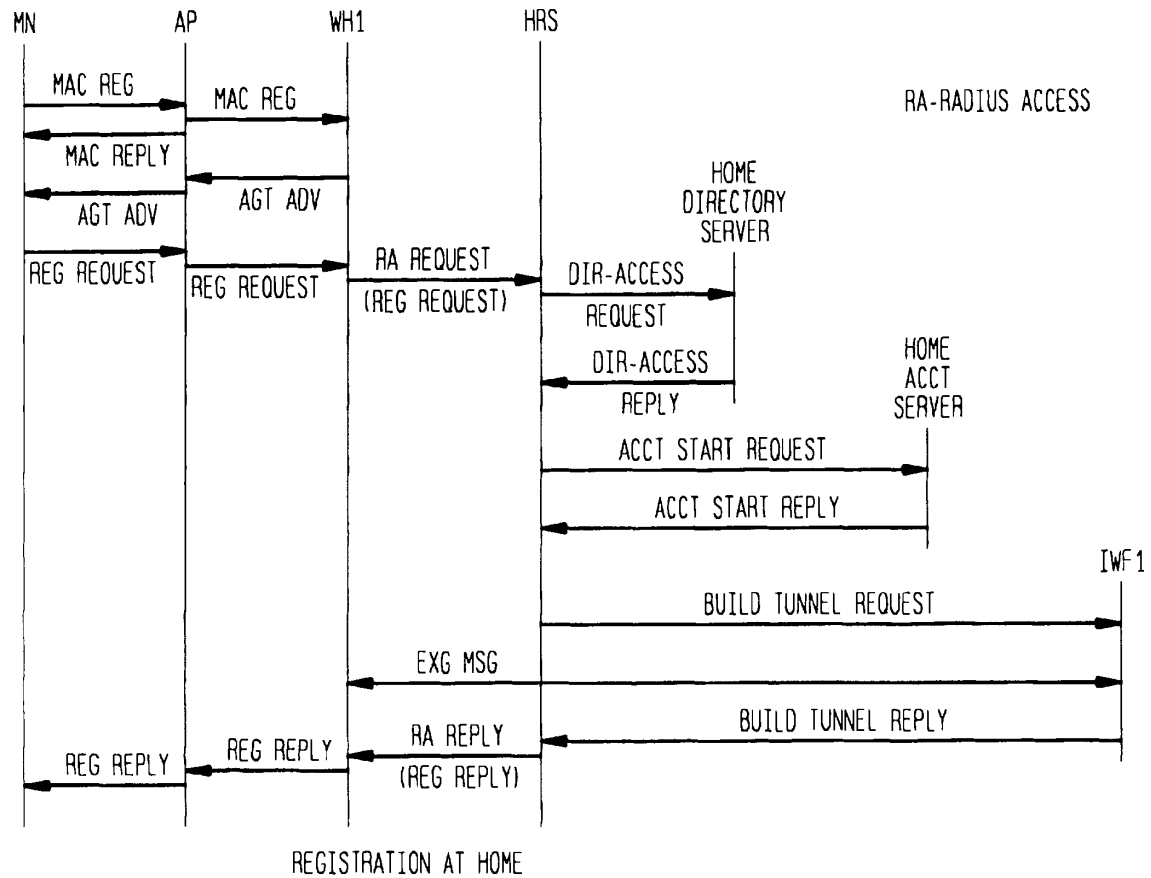 MN AP WH1 HRS
MAC REG
MAC REG
RA-RADIUS ACCESS
MAC REPLY
HOME
DIRECTORY
SERVER
AGT ADV
AGT ADV
REG REQUEST
REG REQUEST
RA REQUEST
(REG REQUEST)
DIR-ACCESS
REQUEST
HOME
ACCT
SERVER
DIR-ACCESS
REPLY
ACCT START REQUEST
ACCT START REPLY
IWF1
BUILD TUNNEL REQUEST
EXG MSG
BUILD TUNNEL REPLY
RA REPLY
(REG REPLY)
REG REPLY
REG REPLY
REGISTRATION AT HOME